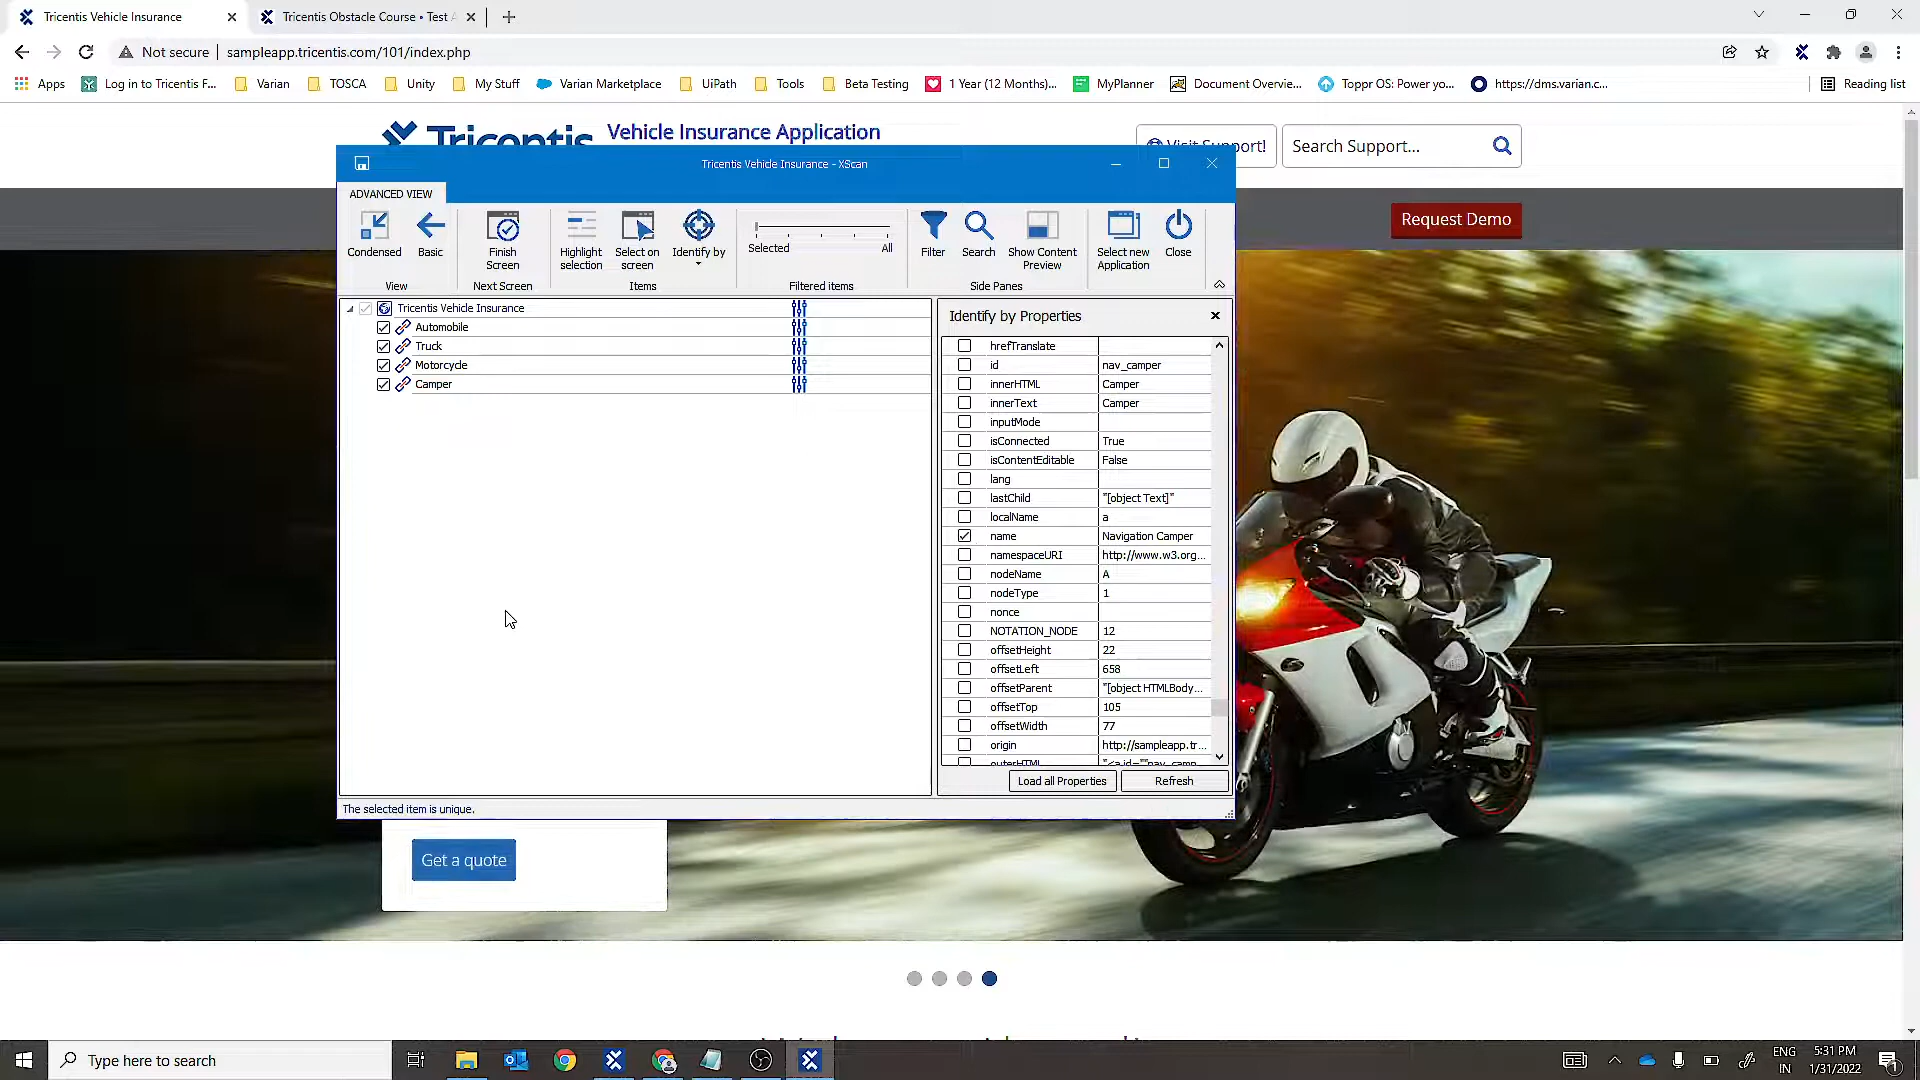 Tricentis Vehicle Insurance
Tricentis Obstacle Course • Test A
Not secure
sampleapp.tricentis.com/101/index.php
Apps
Log in to Tricentis F...
Varian
TOSCA
Unity
My Stuff
Varian Marketplace
UiPath
Tools
Beta Testing
1 Year (12 Months)...
MyPlanner
Document Overvie...
Toppr OS: Power yo...
https://dms.varian.c...
Reading list
Tricentis
Vehicle Insurance Application
Visit Support!
Search Support...
Request Demo
Tricentis Vehicle Insurance - XScan
ADVANCED VIEW
Condensed
Basic
View
Finish
Screen
Next Screen
Highlight
selection
Select on
screen
Identify by
Items
Selected
All
Filtered items
Filter
Search
Show Content
Preview
Side Panes
Select new
Application
Close
Tricentis Vehicle Insurance
Automobile
Truck
Motorcycle
Camper
Identify by Properties
hrefTranslate
id nav_camper
innerHTML Camper
innerText Camper
inputMode
isConnected True
isContentEditable False
lang
lastChild "[object Text]"
localName a
name Navigation Camper
namespaceURI http://www.w3.org...
nodeName A
nodeType 1
nonce
NOTATION_NODE 12
offsetHeight 22
offsetLeft 658
offsetParent "[object HTMLBody...
offsetTop 105
offsetWidth 77
origin http://sampleapp.tr...
outerHTML "<a id=""nav_camp...
Load all Properties
Refresh
The selected item is unique.
Get a quote
Type here to search
ENG
IN
5:31 PM
1/31/2022
1